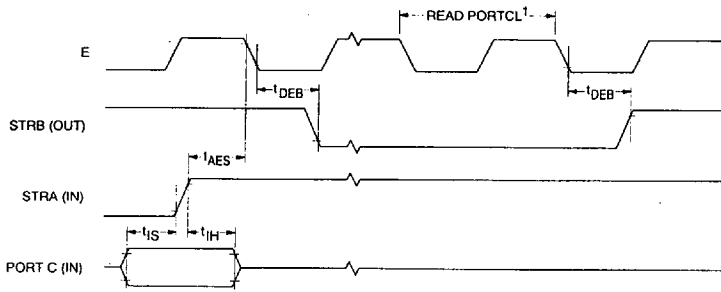 READ PORTCL1
E
tDEB
tDEB
STRB (OUT)
tAES
STRA (IN)
tIS
tIH
PORT C (IN)